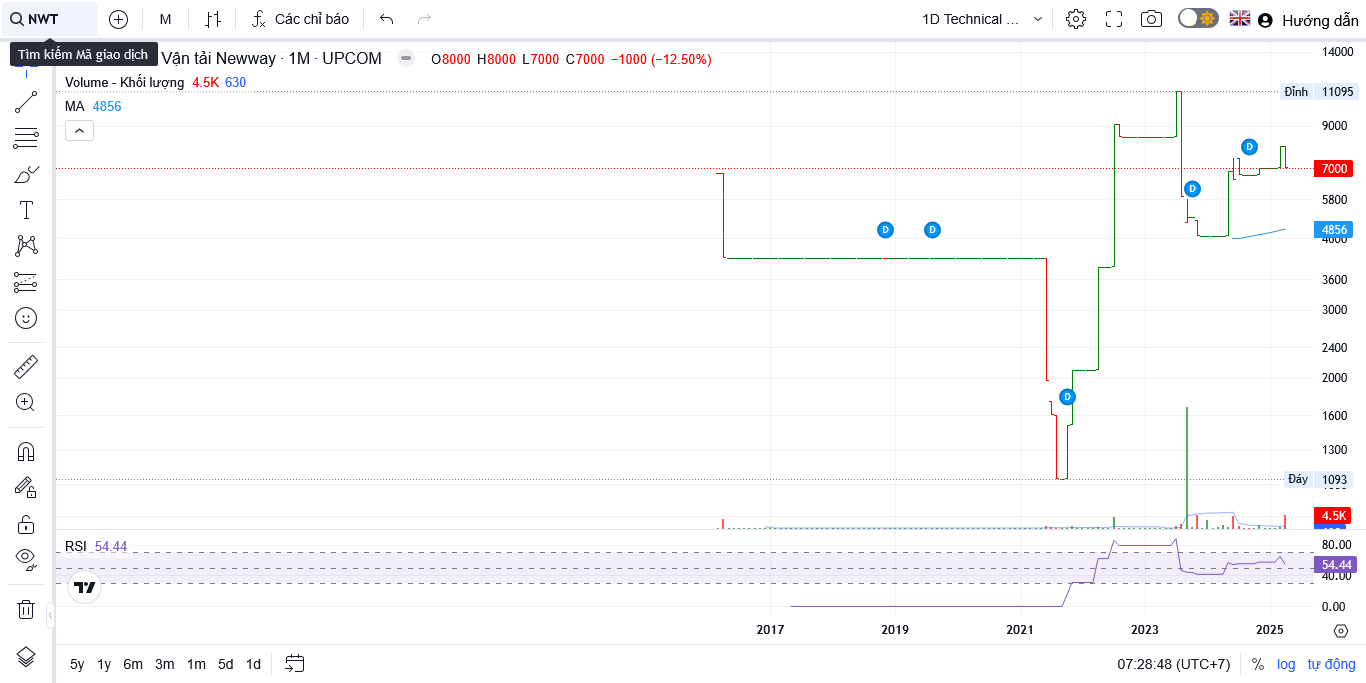 NWT
M
Các chỉ báo
1D Technical ...
Hướng dẫn
Tìm kiếm Mã giao dịch
Vận tải Newway · 1M · UPCOM
O8000 H8000 L7000 C7000 −1000 (−12.50%)
Volume - Khối lượng 4.5K 630
MA 4856
14000
Đỉnh 11095
9000
7000
5800
4856
3600
3000
2400
2000
1600
1300
Đáy 1093
4.5K
D
D
D
D
D
RSI 54.44
80.00
54.44
40.00
0.00
2017 2019 2021 2023 2025
5y 1y 6m 3m 1m 5d 1d
07:28:48 (UTC+7)
% log tự động